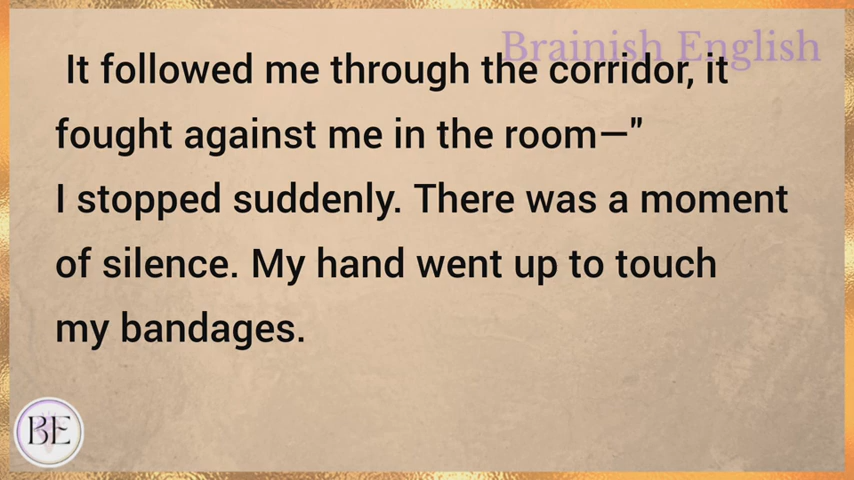 Brainish English
It followed me through the corridor, it
fought against me in the room—"
I stopped suddenly. There was a moment
of silence. My hand went up to touch
my bandages.
BE